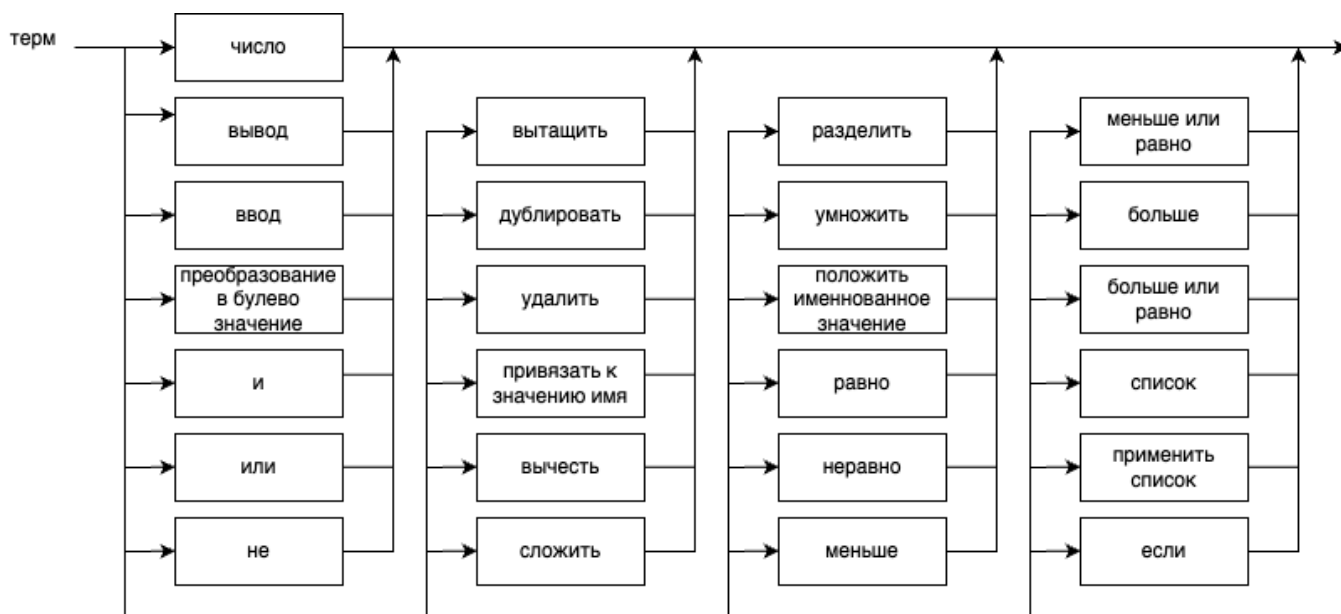 терм
число
вывод
ввод
преобразование
в булево
значение
и
или
не
вытащить
дублировать
удалить
привязать к
значению имя
вычесть
сложить
разделить
умножить
положить
именнованное
значение
равно
неравно
меньше
меньше или
равно
больше
больше или
равно
список
применить
список
если